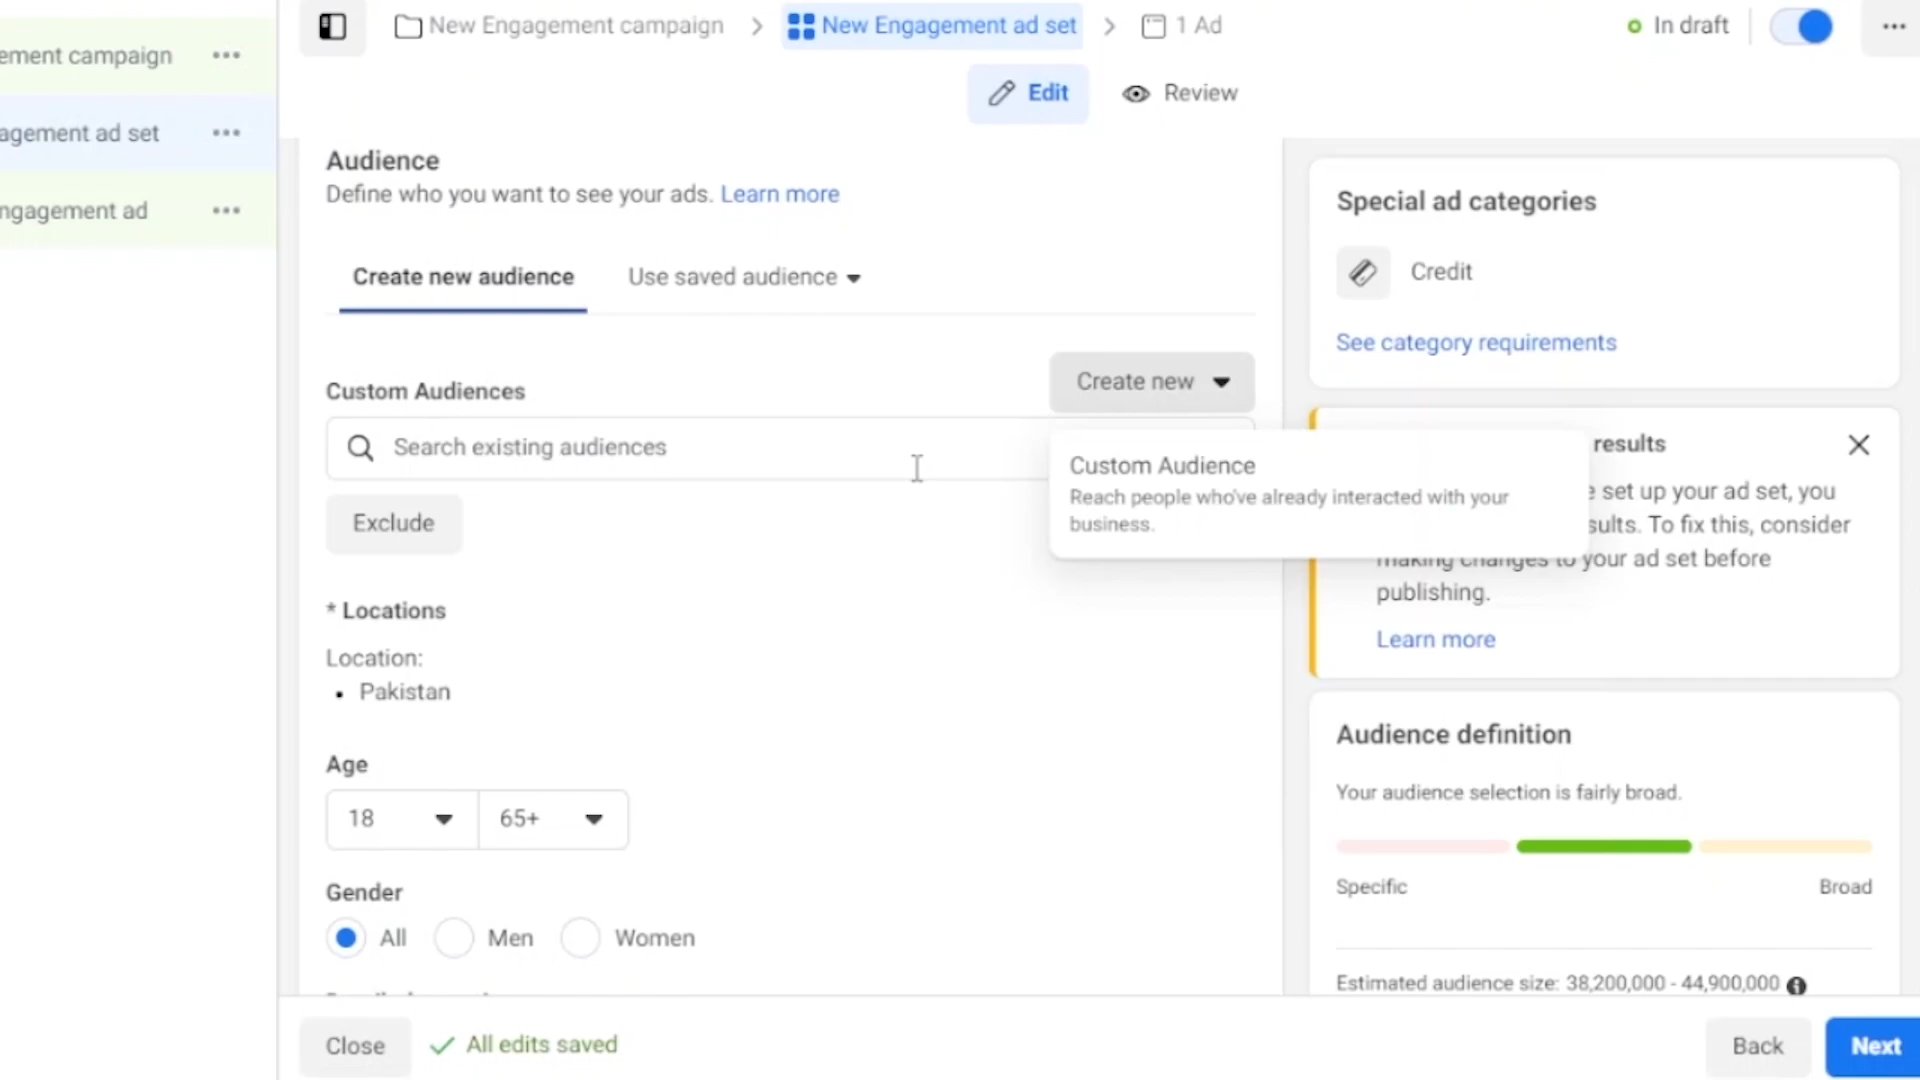 ement campaign
agement ad set
ngagement ad
New Engagement campaign
New Engagement ad set
1 Ad
In draft
Edit
Review
Audience
Define who you want to see your ads. Learn more
Create new audience
Use saved audience
Custom Audiences
Create new
Search existing audiences
Custom Audience
Reach people who've already interacted with your
business.
Exclude
* Locations
Location:
• Pakistan
Age
18
65+
Gender
All
Men
Women
Special ad categories
Credit
See category requirements
results
set up your ad set, you
sults. To fix this, consider
making changes to your ad set before
publishing.
Learn more
Audience definition
Your audience selection is fairly broad.
Specific
Broad
Estimated audience size: 38,200,000 - 44,900,000
Close
All edits saved
Back
Next